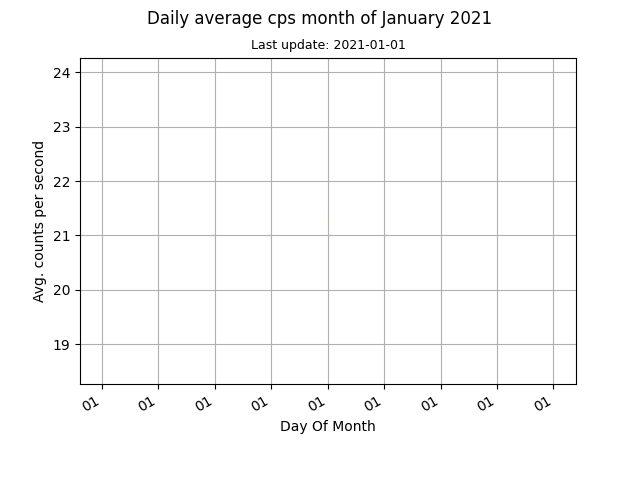 Daily average cps month of January 2021
Last update: 2021-01-01
24
23
22
21
20
19
Avg. counts per second
01 01 01 01 01 01 01 01 01
Day Of Month